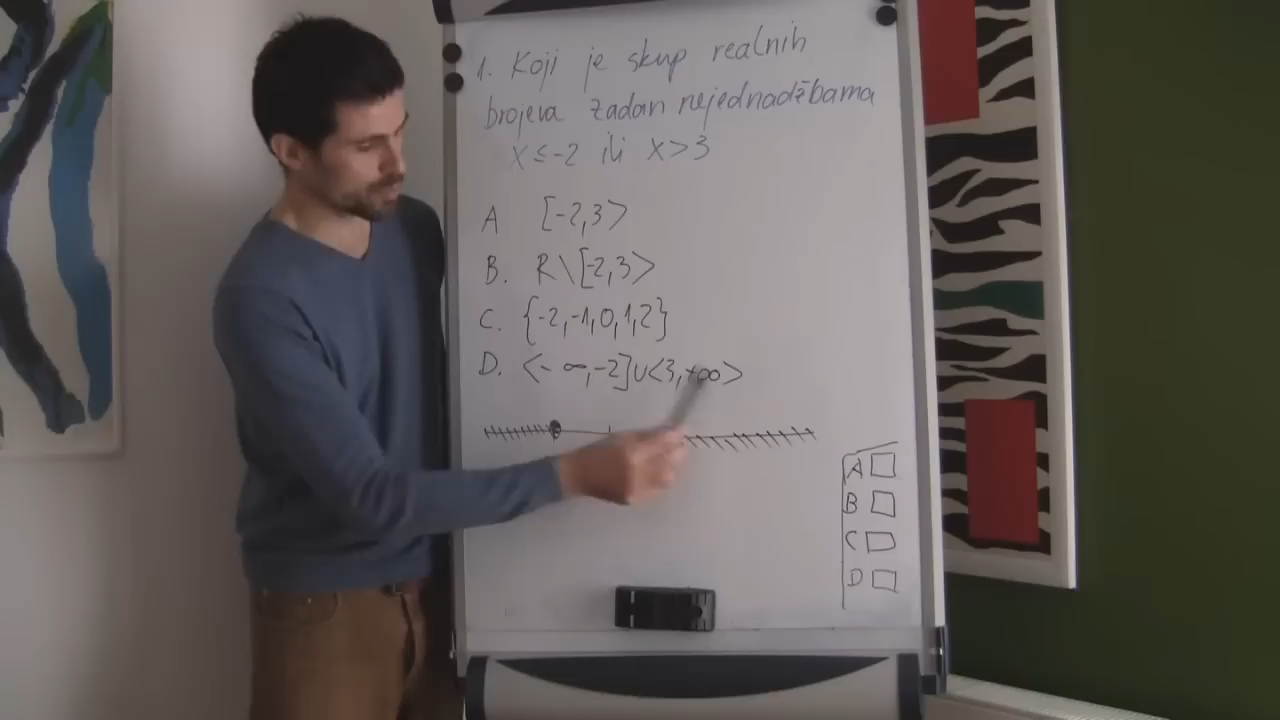 1. Koji je skup realnih
brojeva zadan nejednadžbama
x ≤ -2 ili x > 3
A [-2,3>
B. R \ [-2,3>
C. {-2,-1,0,1,2}
D. <-∞,-2]∪<3,+∞>
A
B
C
D